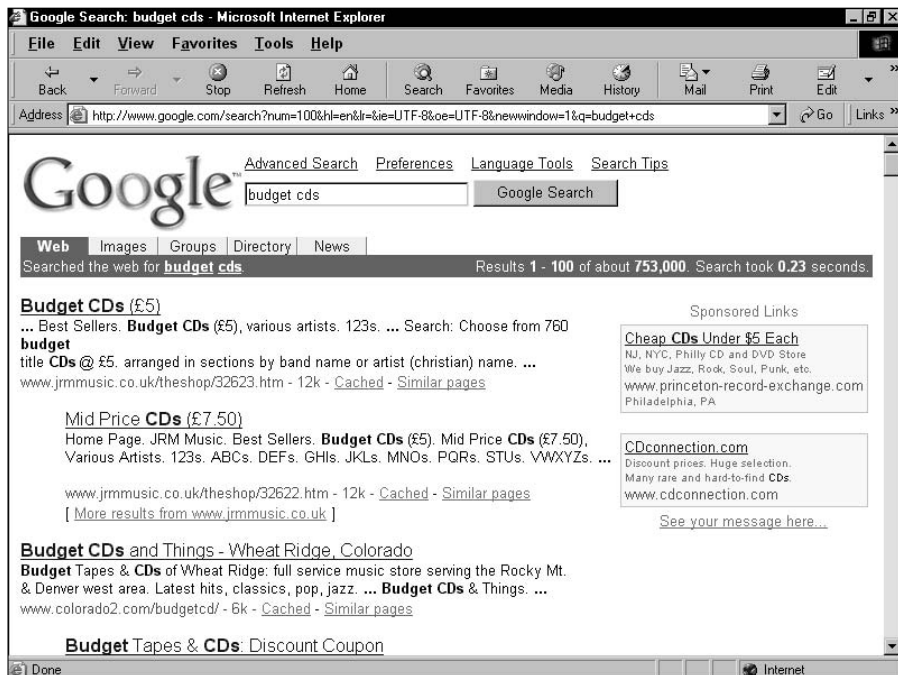 Google Search: budget cds - Microsoft Internet Explorer
File Edit View Favorites Tools Help
Back Forward Stop Refresh Home Search Favorites Media History Mail Print Edit »
Address http://www.google.com/search?num=100&hl=en&lr=&ie=UTF-8&oe=UTF-8&newwindow=1&q=budget+cds Go Links »
Advanced Search Preferences Language Tools Search Tips
Google™
budget cds Google Search
Web Images Groups Directory News
Searched the web for budget cds. Results 1 - 100 of about 753,000. Search took 0.23 seconds.
Budget CDs (£5)
... Best Sellers. Budget CDs (£5), various artists. 123s. ... Search: Choose from 760
budget
title CDs @ £5. arranged in sections by band name or artist (christian) name. ...
www.jrmmusic.co.uk/theshop/32623.htm - 12k - Cached - Similar pages
Mid Price CDs (£7.50)
Home Page. JRM Music. Best Sellers. Budget CDs (£5). Mid Price CDs (£7.50),
Various Artists. 123s. ABCs. DEFs. GHIs. JKLs. MNOs. PQRs. STUs. VWXYZs. ...
www.jrmmusic.co.uk/theshop/32622.htm - 12k - Cached - Similar pages
[ More results from www.jrmmusic.co.uk ]
Budget CDs and Things - Wheat Ridge, Colorado
Budget Tapes & CDs of Wheat Ridge: full service music store serving the Rocky Mt.
& Denver west area. Latest hits, classics, pop, jazz. ... Budget CDs & Things. ...
www.colorado2.com/budgetcd/ - 6k - Cached - Similar pages
Budget Tapes & CDs: Discount Coupon
Sponsored Links
Cheap CDs Under $5 Each
NJ, NYC, Philly CD and DVD Store
We buy Jazz, Rock, Soul, Punk, etc.
www.princeton-record-exchange.com
Philadelphia, PA
CDconnection.com
Discount prices. Huge selection.
Many rare and hard-to-find CDs.
www.cdconnection.com
See your message here...
Done Internet